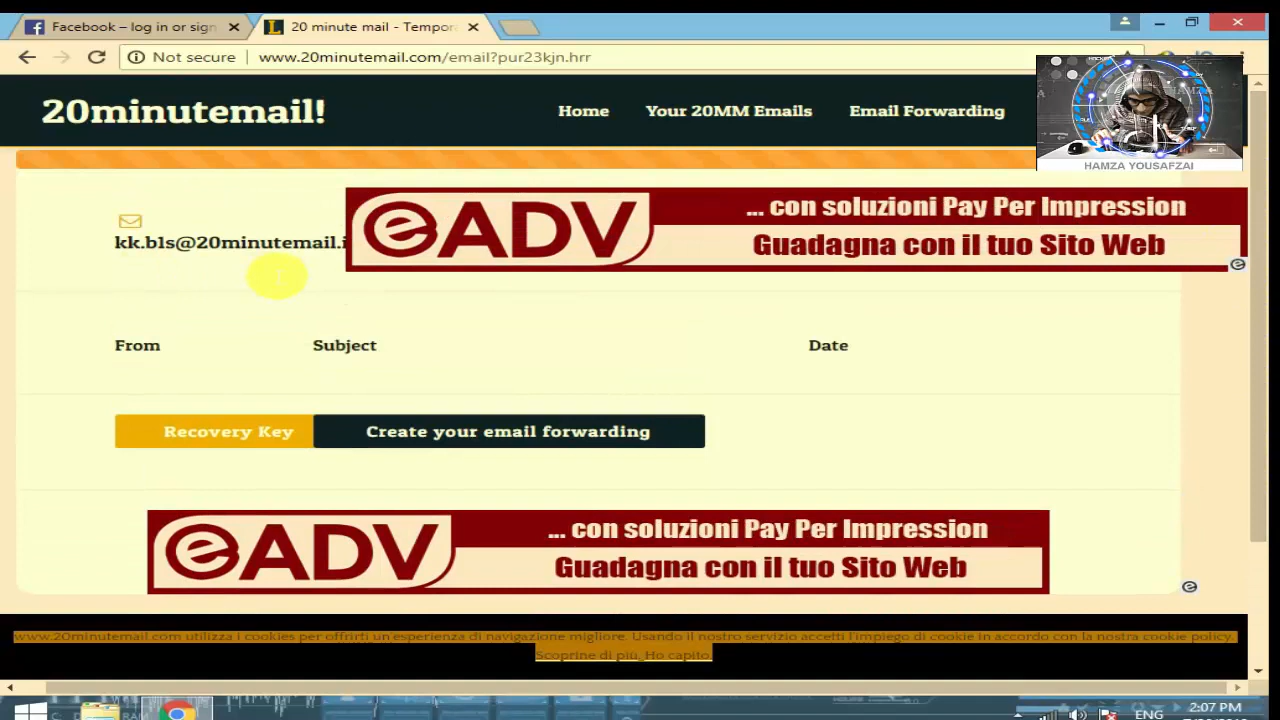 Facebook – log in or sign
20 minute mail - Tempor
Not secure
www.20minutemail.com/email?pur23kjn.hrr
20minutemail!
Home
Your 20MM Emails
Email Forwarding
HAMZA YOUSAFZAI
kk.b1s@20minutemail.i
eADV
... con soluzioni Pay Per Impression
Guadagna con il tuo Sito Web
From
Subject
Date
Recovery Key
Create your email forwarding
eADV
... con soluzioni Pay Per Impression
Guadagna con il tuo Sito Web
www.20minutemail.com utilizza i cookies per offrirti un'esperienza di navigazione migliore. Usando il nostro servizio accetti l'impiego di cookie in accordo con la nostra cookie policy.
Scoprine di più. Ho capito.
ENG
2:07 PM